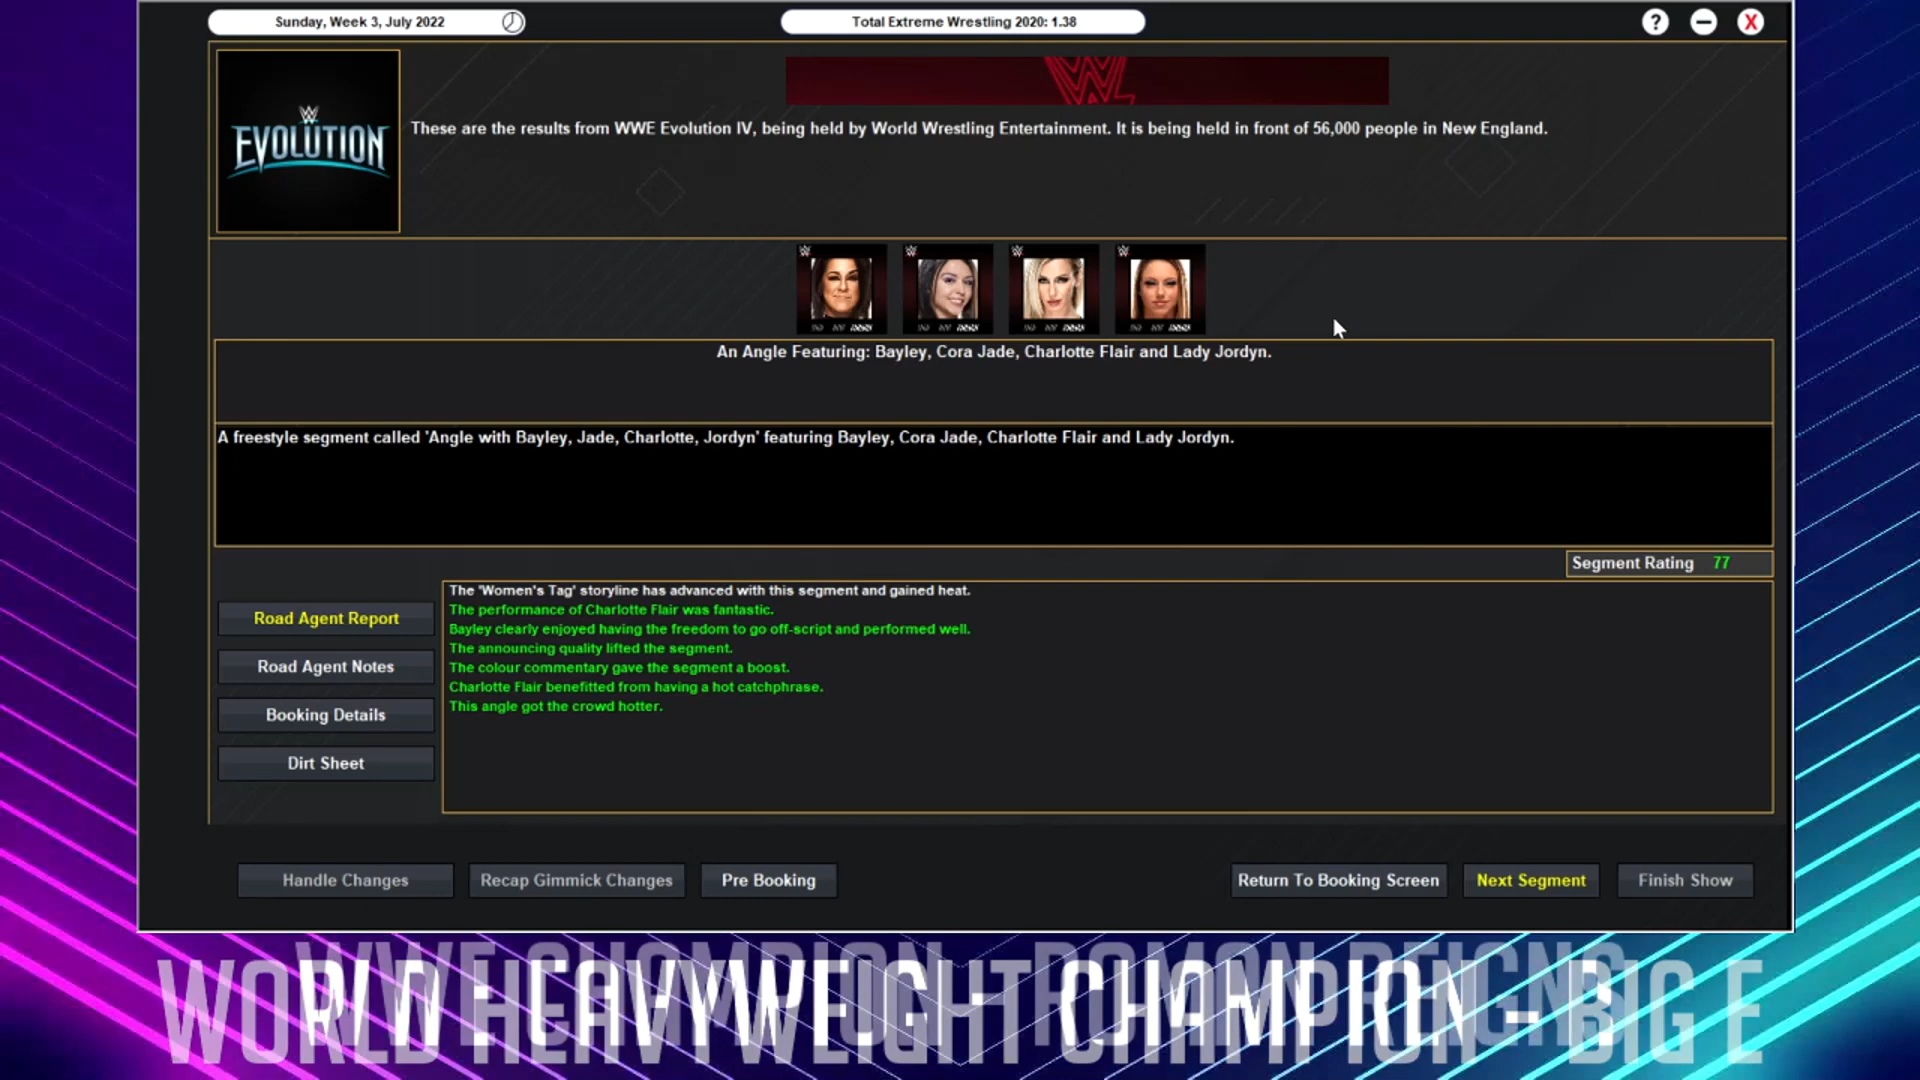 Sunday, Week 3, July 2022
Total Extreme Wrestling 2020: 1.38
?
X
W
EVOLUTION
These are the results from WWE Evolution IV, being held by World Wrestling Entertainment. It is being held in front of 56,000 people in New England.
An Angle Featuring: Bayley, Cora Jade, Charlotte Flair and Lady Jordyn.
A freestyle segment called 'Angle with Bayley, Jade, Charlotte, Jordyn' featuring Bayley, Cora Jade, Charlotte Flair and Lady Jordyn.
Segment Rating 77
Road Agent Report
Road Agent Notes
Booking Details
Dirt Sheet
The 'Women's Tag' storyline has advanced with this segment and gained heat.
The performance of Charlotte Flair was fantastic.
Bayley clearly enjoyed having the freedom to go off-script and performed well.
The announcing quality lifted the segment.
The colour commentary gave the segment a boost.
Charlotte Flair benefitted from having a hot catchphrase.
This angle got the crowd hotter.
Handle Changes
Recap Gimmick Changes
Pre Booking
Return To Booking Screen
Next Segment
Finish Show
WWE CHAMPION - ROMAN REIGNS
WORLD HEAVYWEIGHT CHAMPION - BIG E